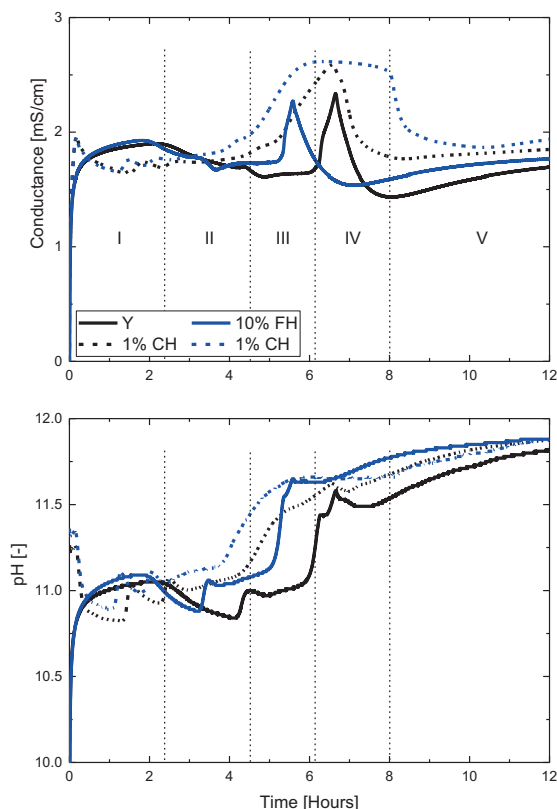 3
2
1
0
Conductance [mS/cm]
I II III IV V
Y 10% FH
1% CH 1% CH
0 2 4 6 8 10 12
12.0
11.5
11.0
10.5
10.0
pH [-]
0 2 4 6 8 10 12
Time [Hours]